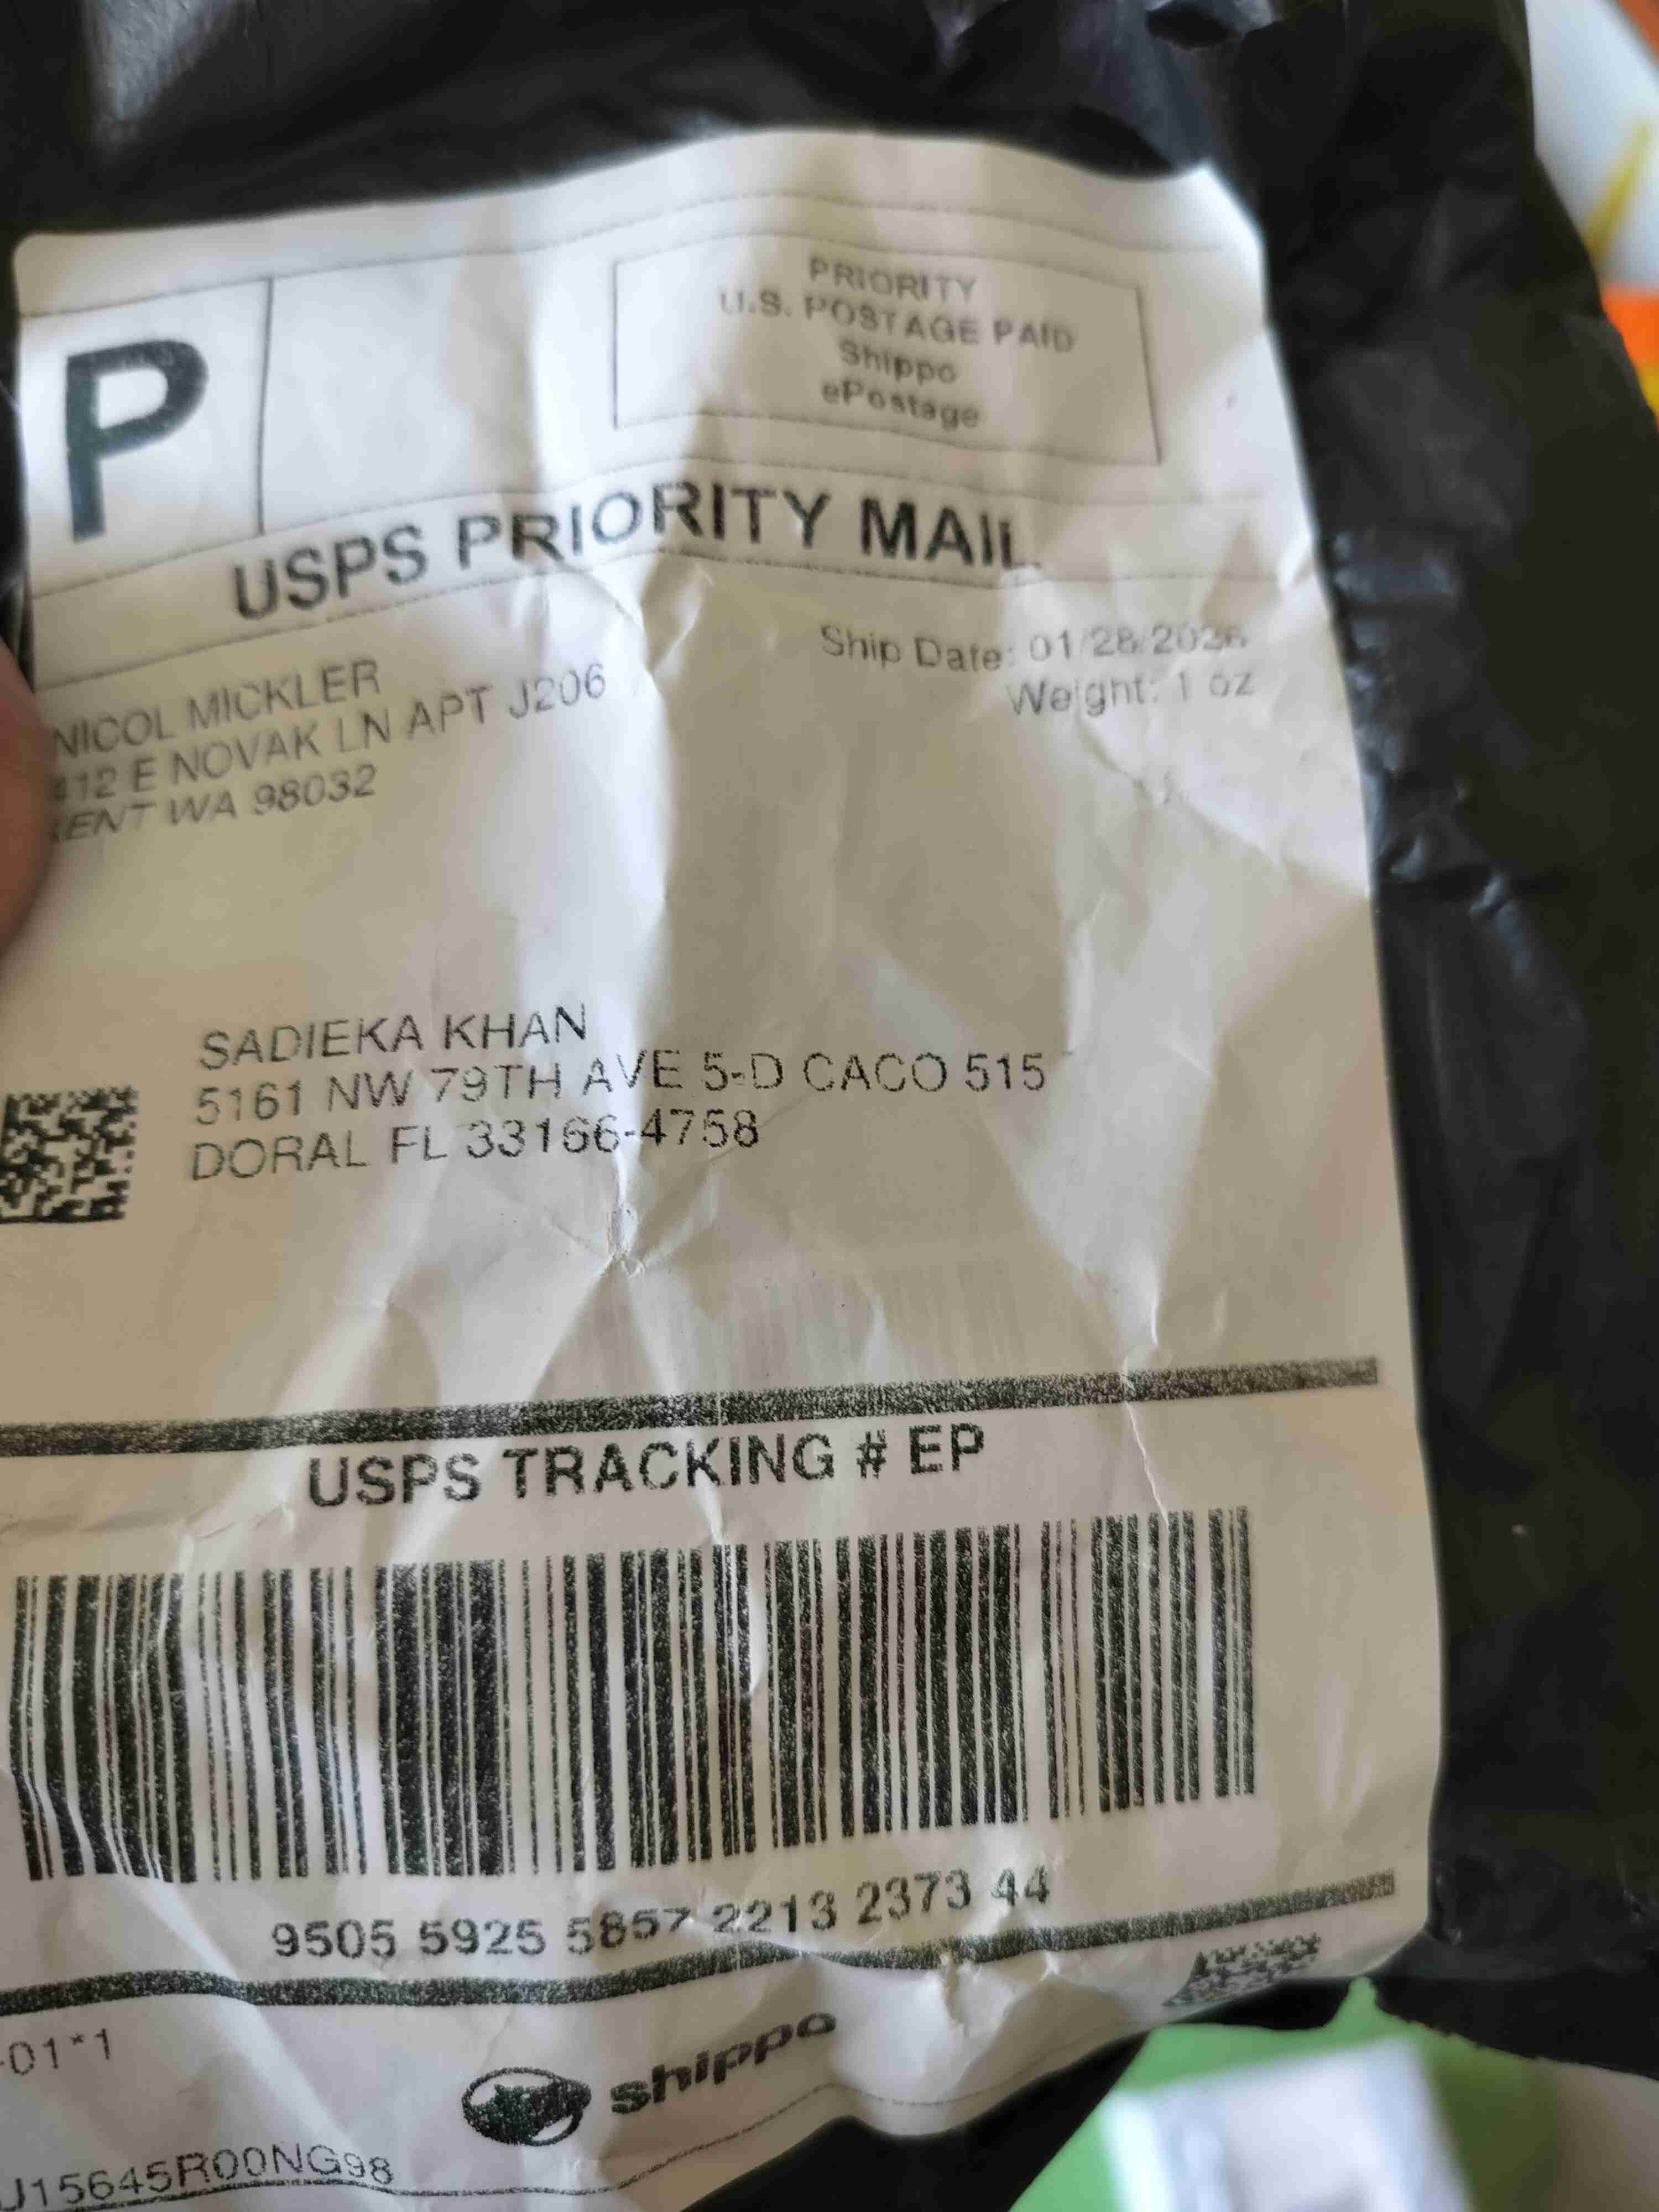 P
PRIORITY
U.S. POSTAGE PAID
Shippo
ePostage
USPS PRIORITY MAIL
Ship Date: 01/28/2026
Weight: 1 oz
NICOL MICKLER
412 E NOVAK LN APT J206
KENT WA 98032
SADIEKA KHAN
5161 NW 79TH AVE 5-D CACO 515
DORAL FL 33166-4758
USPS TRACKING # EP
9505 5925 5857 2213 2373 44
-01*1
shippo
J15645R00NG98